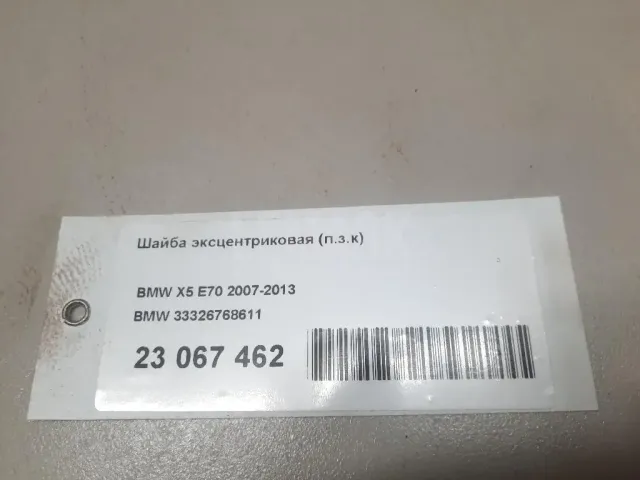 Шайба эксцентриковая (п.з.к)
BMW X5 E70 2007-2013
BMW 33326768611
23 067 462